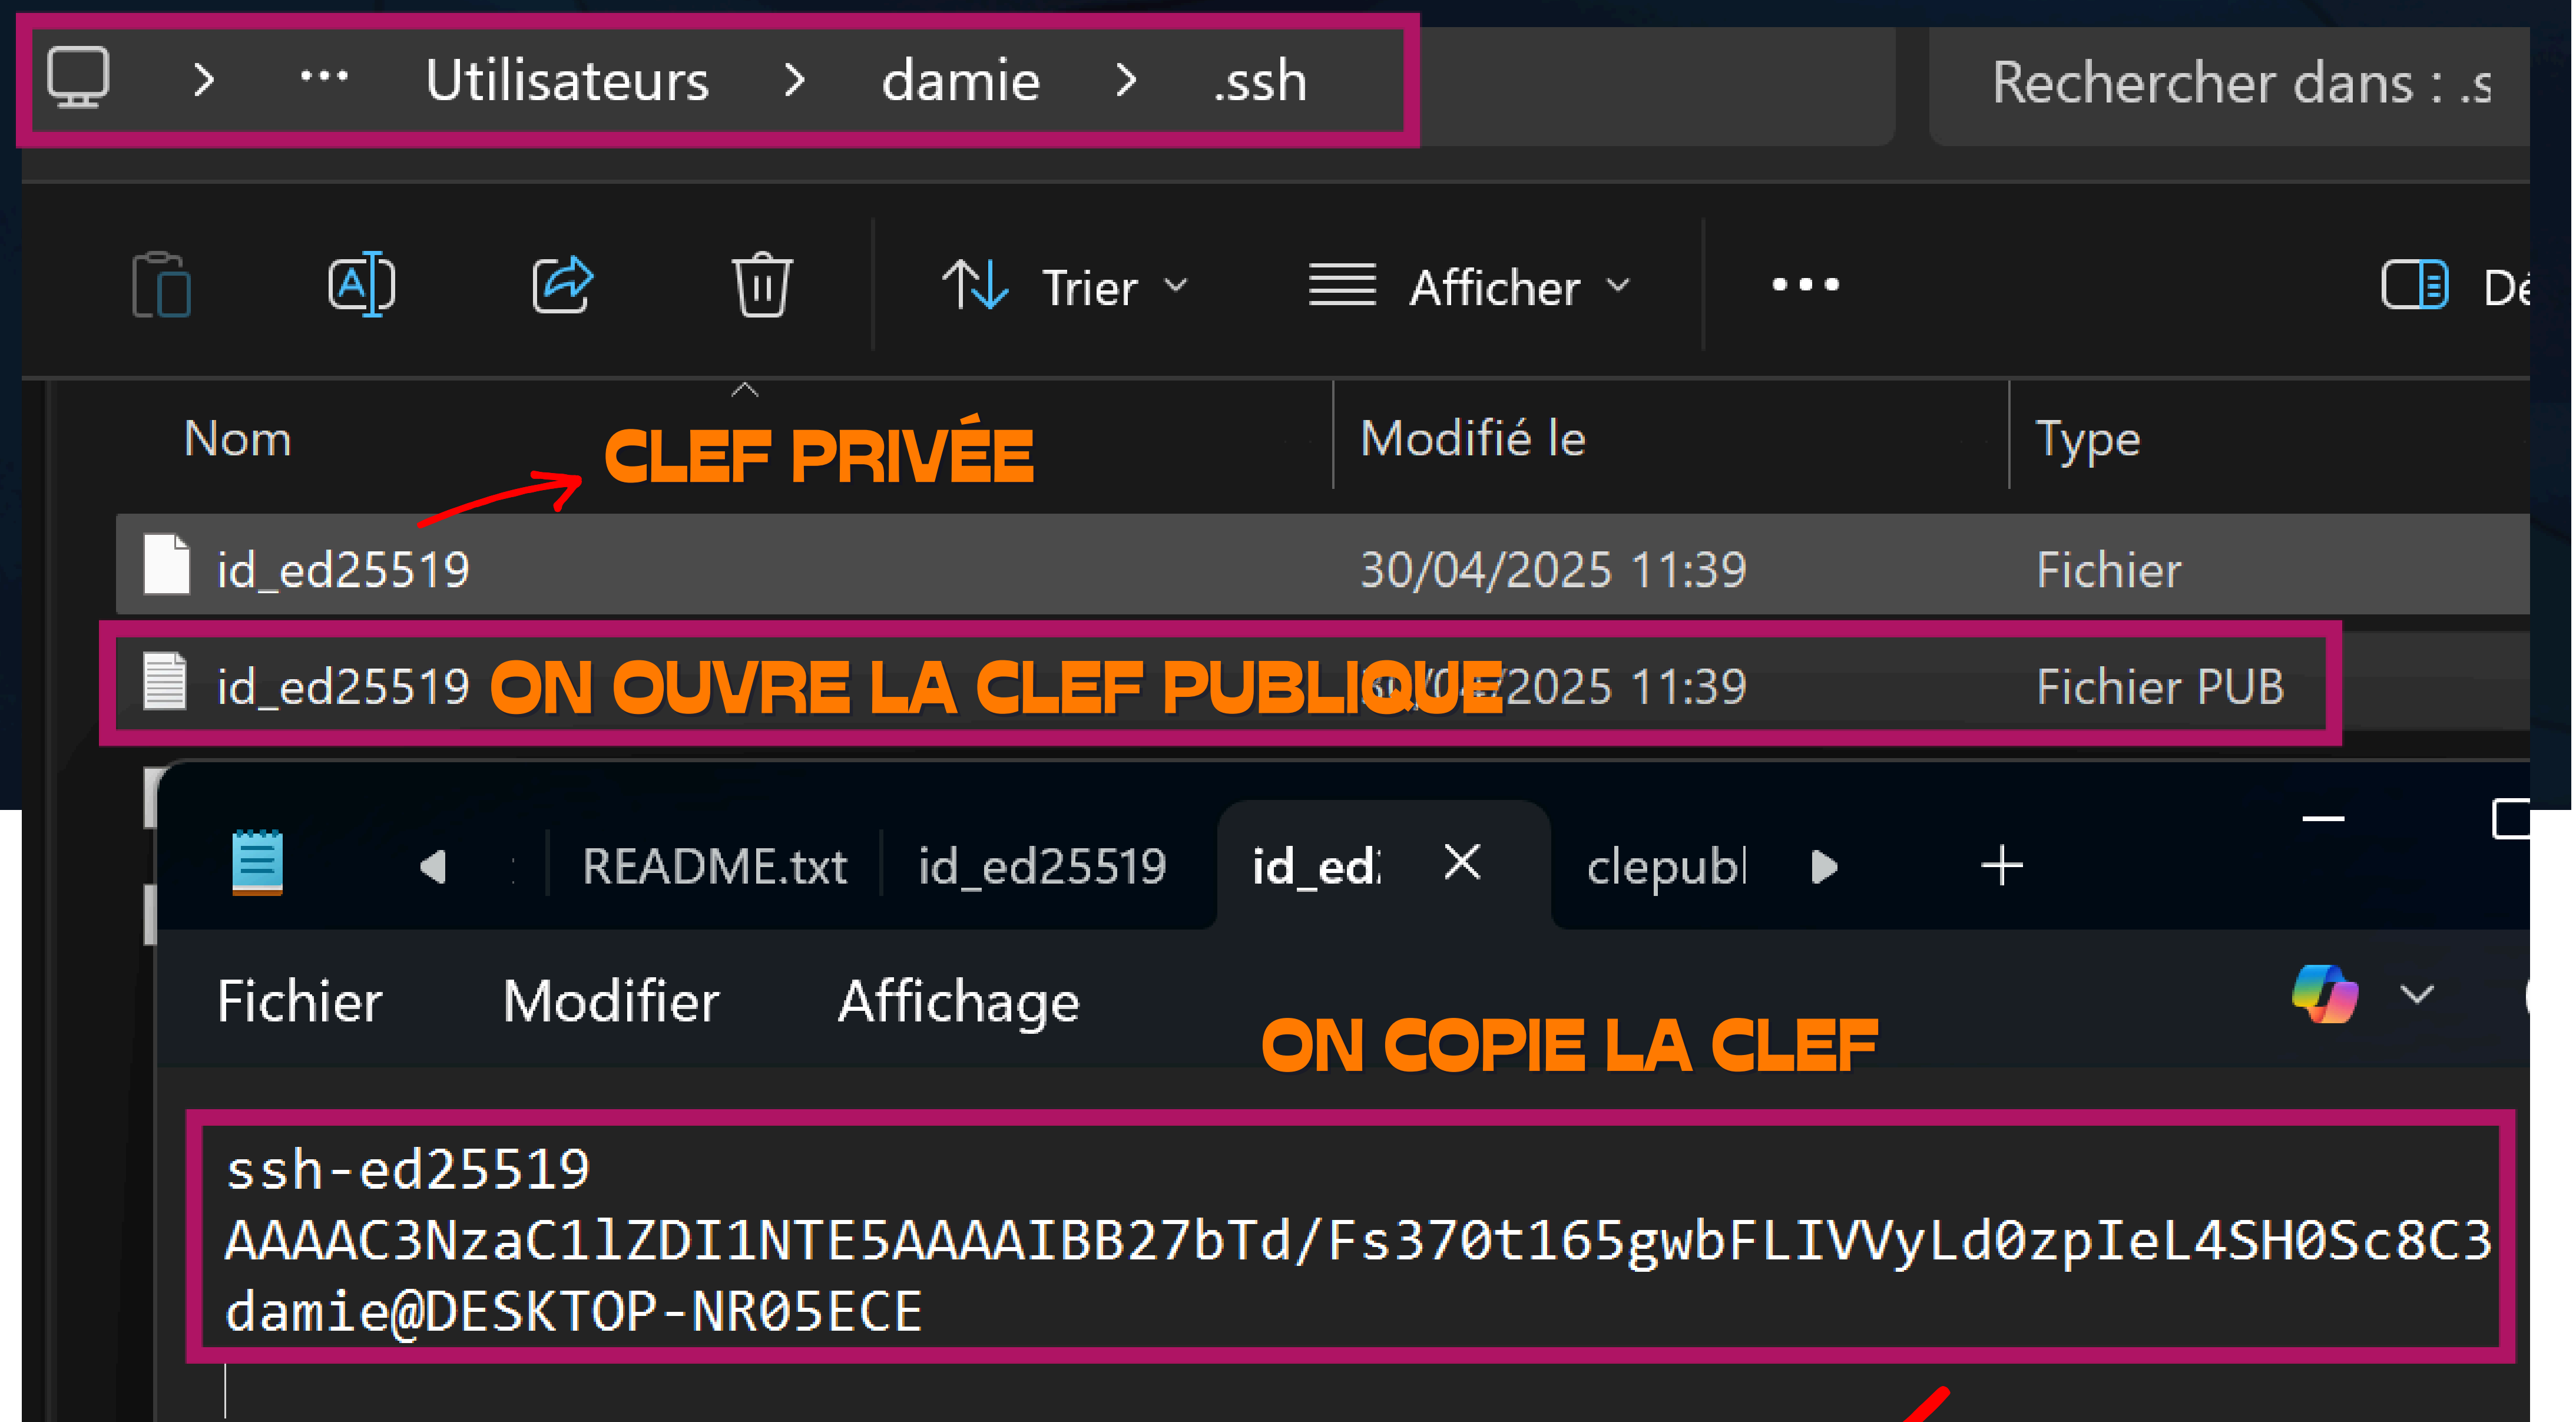 Utilisateurs > damie > .ssh
Rechercher dans : .s
Trier
Afficher
Dé
Nom
CLEF PRIVÉE
Modifié le
Type
id_ed25519
30/04/2025 11:39
Fichier
id_ed25519
ON OUVRE LA CLEF PUBLIQUE
/2025 11:39
Fichier PUB
README.txt
id_ed25519
id_ed
clepubl
Fichier
Modifier
Affichage
ON COPIE LA CLEF
ssh-ed25519
AAAAC3NzaC1lZDI1NTE5AAAAIBB27bTd/Fs370t165gwbFLIVVyLd0zpIeL4SH0Sc8C3
damie@DESKTOP-NR05ECE